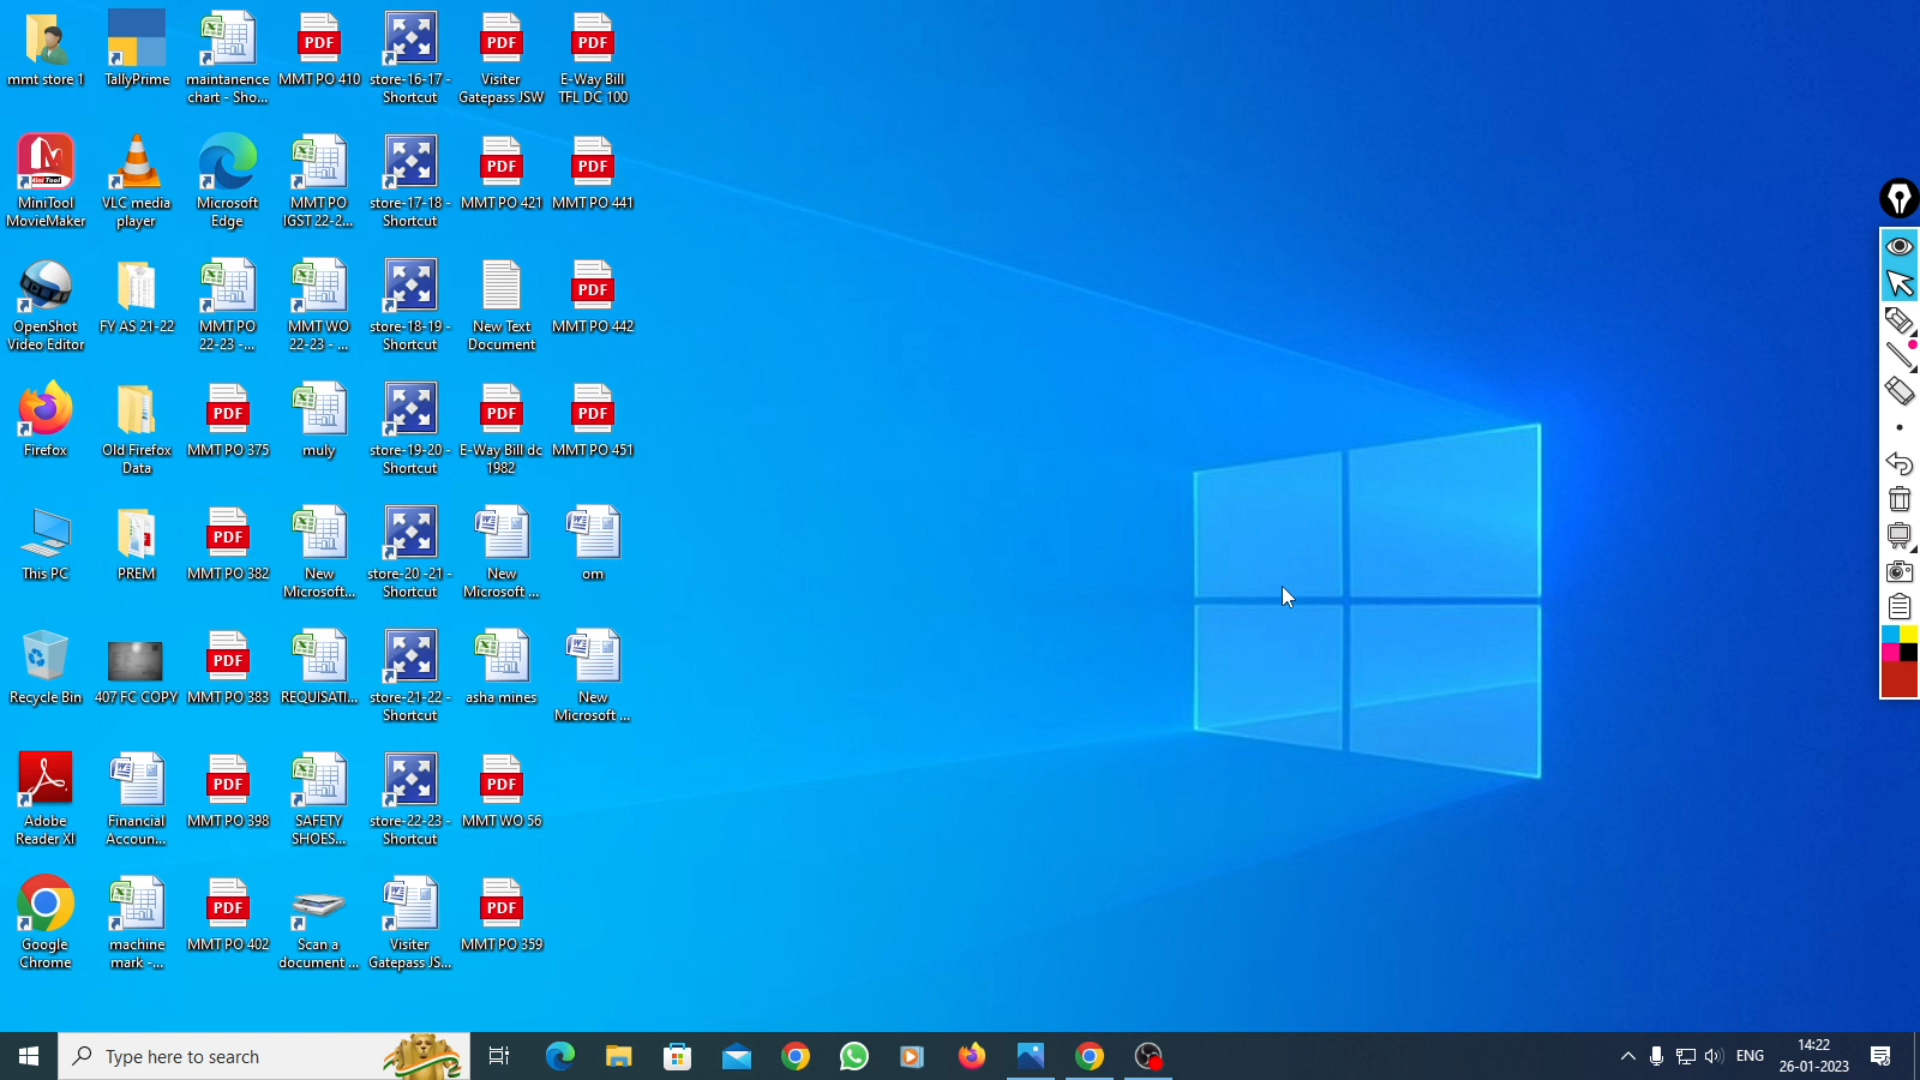 mmt store 1
TallyPrime
maintanence
chart - Sho...
MMT PO 410
store-16-17 -
Shortcut
Visiter
Gatepass JSW
E-Way Bill
TFL DC 100
MiniTool
MovieMaker
VLC media
player
Microsoft
Edge
MMT PO
IGST 22-2...
store-17-18 -
Shortcut
MMT PO 421
MMT PO 441
OpenShot
Video Editor
FY AS 21-22
MMT PO
22-23 -...
MMT WO
22-23 - ...
store-18-19 -
Shortcut
New Text
Document
MMT PO 442
Firefox
Old Firefox
Data
MMT PO 375
muly
store-19-20 -
Shortcut
E-Way Bill dc
1982
MMT PO 451
This PC
PREM
MMT PO 382
New
Microsoft...
store-20 -21 -
Shortcut
New
Microsoft ...
om
Recycle Bin
407 FC COPY
MMT PO 383
REQUISATI...
store-21-22 -
Shortcut
asha mines
New
Microsoft ...
Adobe
Reader XI
Financial
Accoun...
MMT PO 398
SAFETY
SHOES...
store-22-23 -
Shortcut
MMT WO 56
Google
Chrome
machine
mark -...
MMT PO 402
Scan a
document ...
Visiter
Gatepass JS...
MMT PO 359
Type here to search
ENG
14:22
26-01-2023